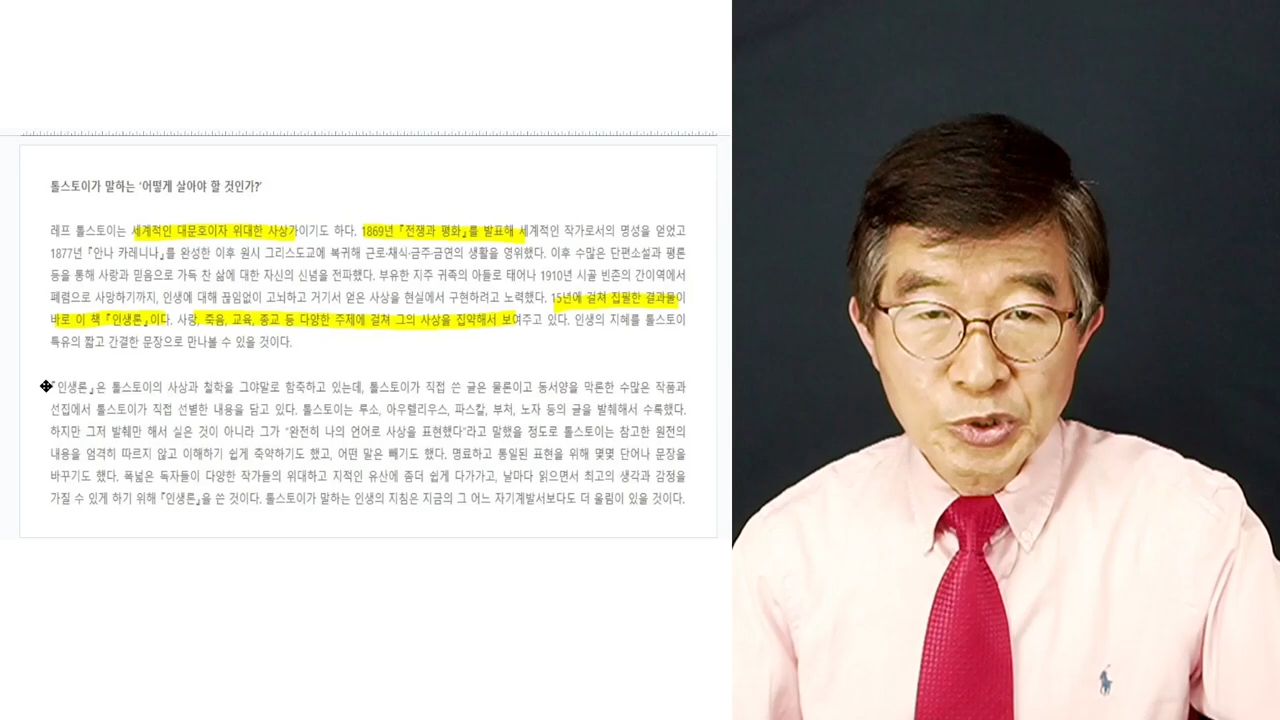 톨스토이가 말하는 ‘어떻게 살아야 할 것인가?’
레프 톨스토이는 세계적인 대문호이자 위대한 사상가이기도 하다. 1869년 『전쟁과 평화』를 발표해 세계적인 작가로서의 명성을 얻었고
1877년 『안나 카레니나』를 완성한 이후 원시 그리스도교에 복귀해 근로·채식·금주·금연의 생활을 영위했다. 이후 수많은 단편소설과 평론
등을 통해 사랑과 믿음으로 가득 찬 삶에 대한 자신의 신념을 전파했다. 부유한 지주 귀족의 아들로 태어나 1910년 시골 빈촌의 간이역에서
폐렴으로 사망하기까지, 인생에 대해 끊임없이 고뇌하고 거기서 얻은 사상을 현실에서 구현하려고 노력했다. 15년에 걸쳐 집필한 결과물이
바로 이 책 『인생론』이다. 사랑, 죽음, 교육, 종교 등 다양한 주제에 걸쳐 그의 사상을 집약해서 보여주고 있다. 인생의 지혜를 톨스토이
특유의 짧고 간결한 문장으로 만나볼 수 있을 것이다.
『인생론』은 톨스토이의 사상과 철학을 그야말로 함축하고 있는데, 톨스토이가 직접 쓴 글은 물론이고 동서양을 막론한 수많은 작품과
선집에서 톨스토이가 직접 선별한 내용을 담고 있다. 톨스토이는 루소, 아우렐리우스, 파스칼, 부처, 노자 등의 글을 발췌해서 수록했다.
하지만 그저 발췌만 해서 실은 것이 아니라 그가 “완전히 나의 언어로 사상을 표현했다”라고 말했을 정도로 톨스토이는 참고한 원전의
내용을 엄격히 따르지 않고 이해하기 쉽게 축약하기도 했고, 어떤 말은 빼기도 했다. 명료하고 통일된 표현을 위해 몇몇 단어나 문장을
바꾸기도 했다. 폭넓은 독자들이 다양한 작가들의 위대하고 지적인 유산에 좀더 쉽게 다가가고, 날마다 읽으면서 최고의 생각과 감정을
가질 수 있게 하기 위해 『인생론』을 쓴 것이다. 톨스토이가 말하는 인생의 지침은 지금의 그 어느 자기계발서보다도 더 울림이 있을 것이다.